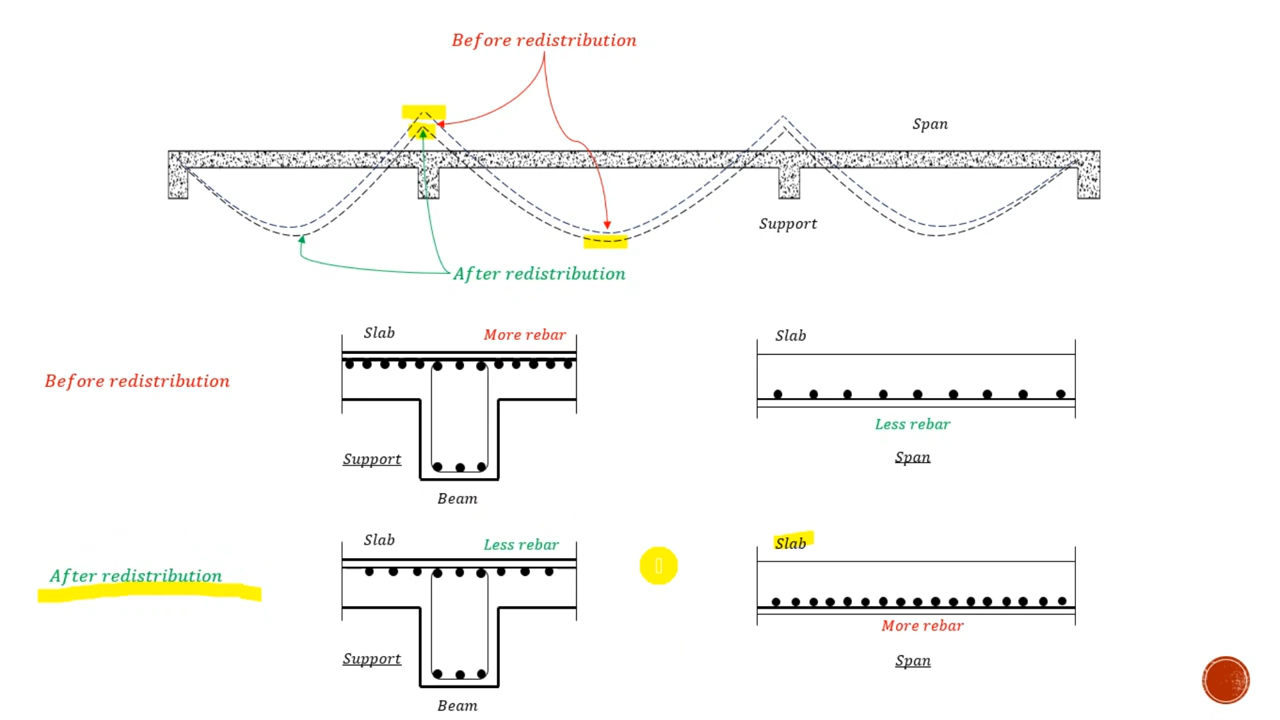 Before redistribution
Span
Support
After redistribution
Slab
More rebar
Slab
Before redistribution
Less rebar
Support
Span
Beam
Slab
Less rebar
Slab
After redistribution
More rebar
Support
Span
Beam